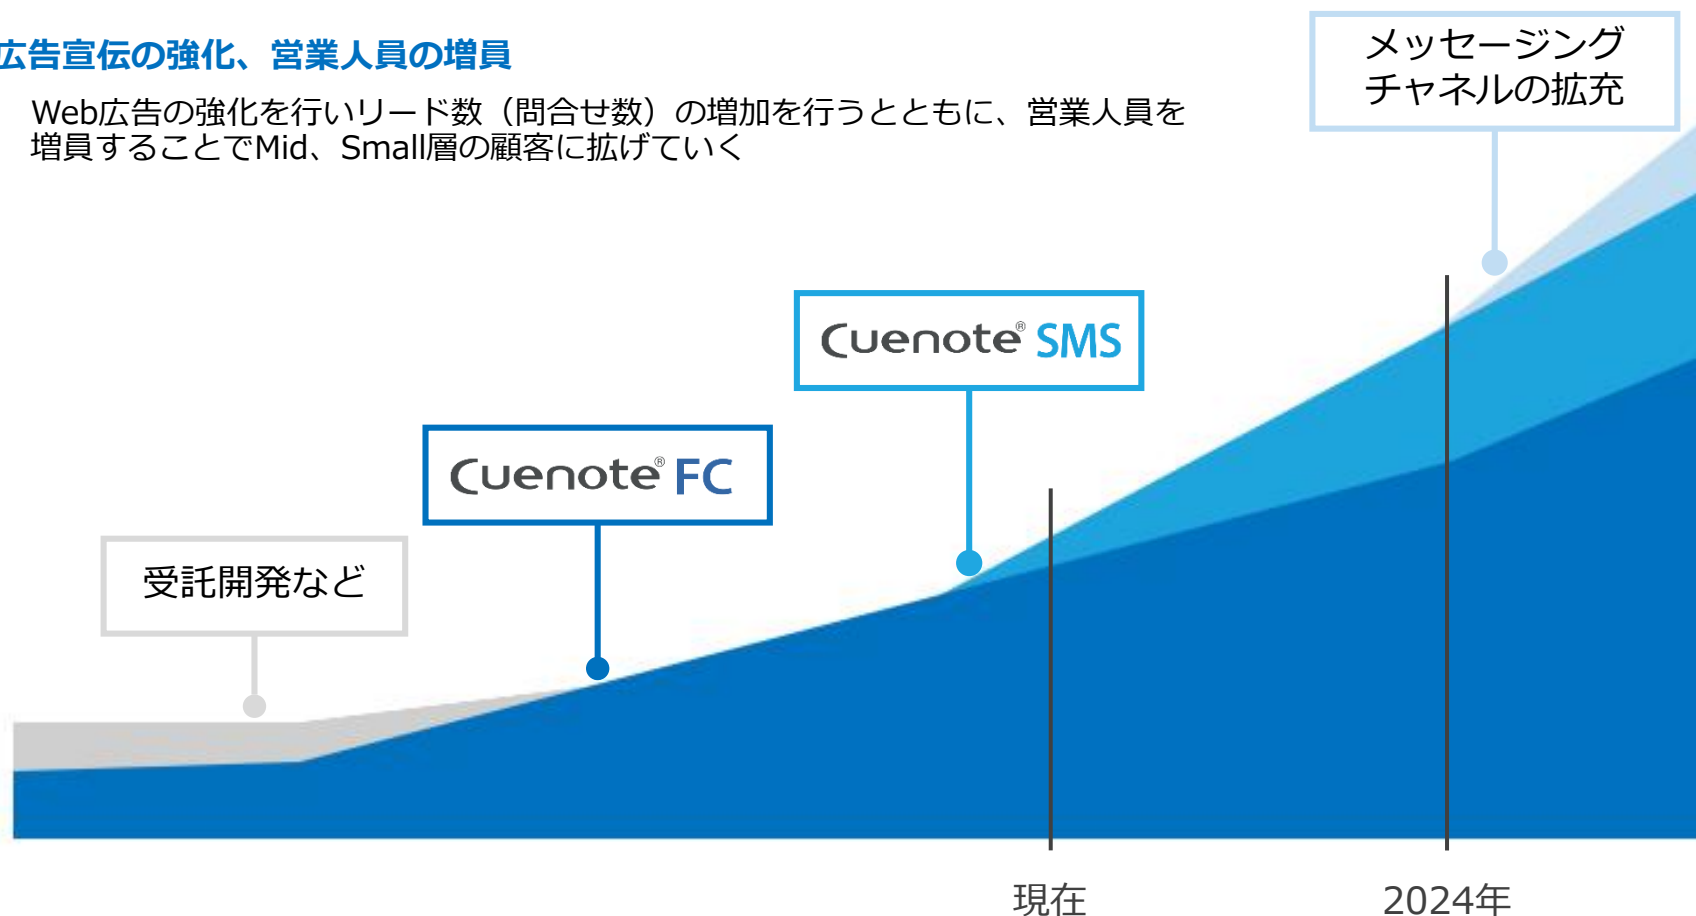 広告宣伝の強化、営業人員の増員
Web広告の強化を行いリード数（問合せ数）の増加を行うとともに、営業人員を
増員することでMid、Small層の顧客に拡げていく
メッセージング
チャネルの拡充
Cuenote® SMS
Cuenote® FC
受託開発など
現在
2024年